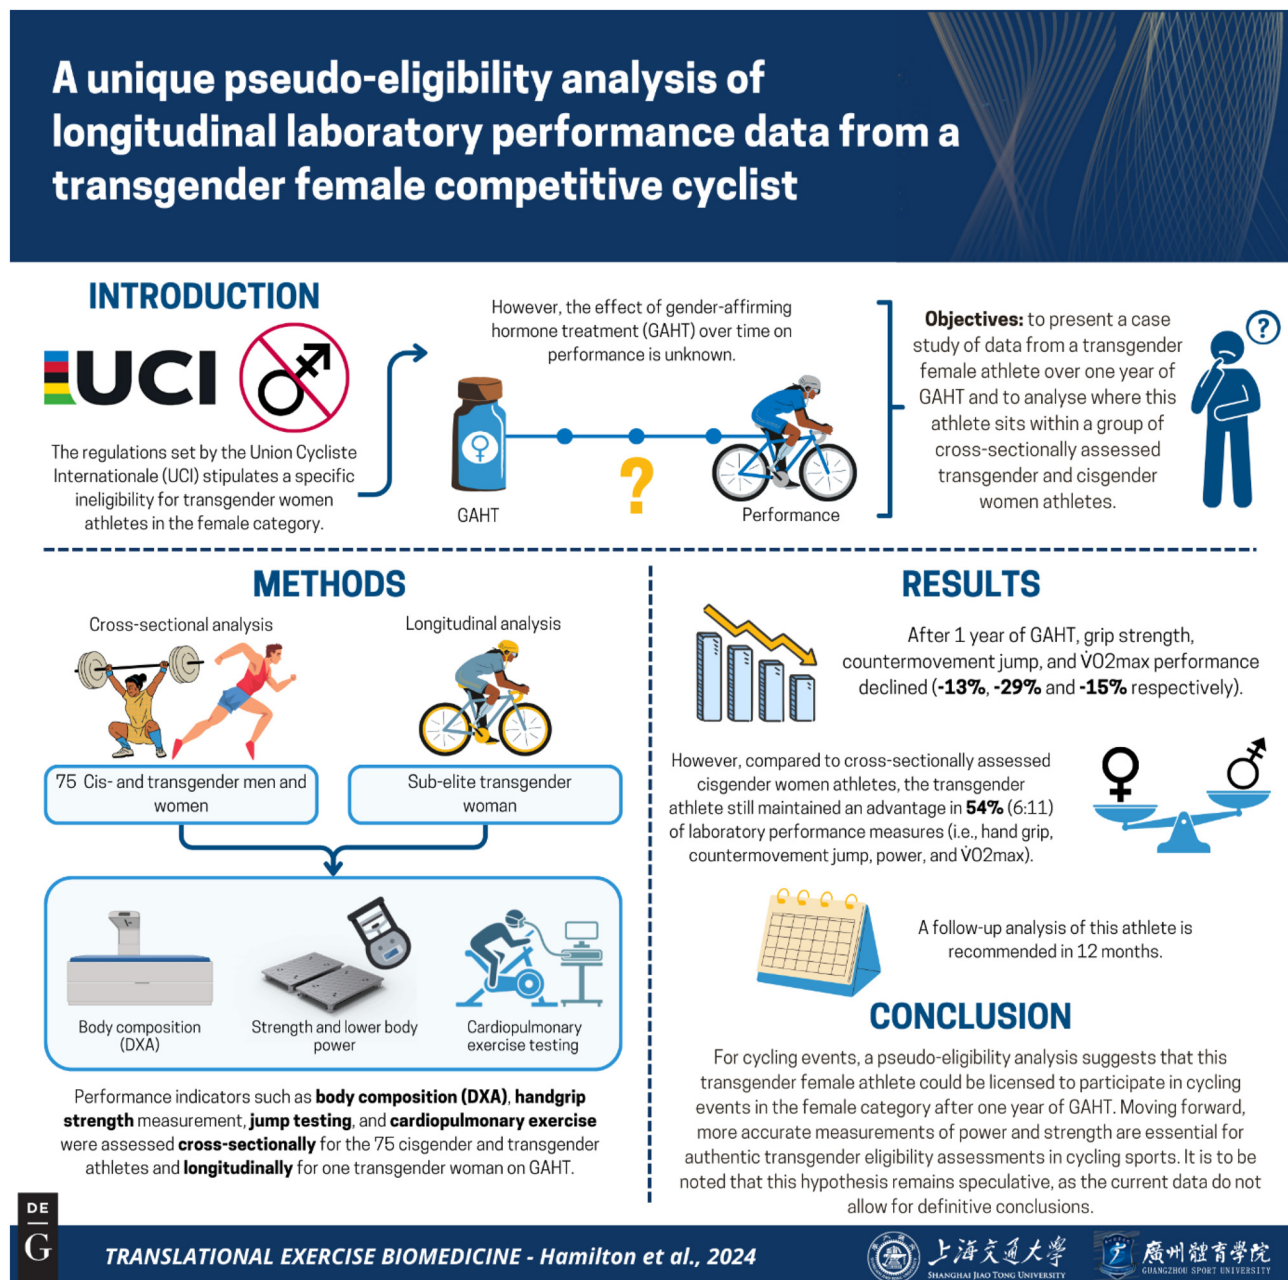 A unique pseudo-eligibility analysis of
longitudinal laboratory performance data from a
transgender female competitive cyclist
INTRODUCTION
UCI
The regulations set by the Union Cycliste
Internationale (UCI) stipulates a specific
ineligibility for transgender women
athletes in the female category.
However, the effect of gender-affirming
hormone treatment (GAHT) over time on
performance is unknown.
?
GAHT
Performance
Objectives: to present a case
study of data from a transgender
female athlete over one year of
GAHT and to analyse where this
athlete sits within a group of
cross-sectionally assessed
transgender and cisgender
women athletes.
?
METHODS
Cross-sectional analysis
Longitudinal analysis
75 Cis- and transgender men and
women
Sub-elite transgender
woman
Body composition
(DXA)
Strength and lower body
power
Cardiopulmonary
exercise testing
Performance indicators such as body composition (DXA), handgrip
strength measurement, jump testing, and cardiopulmonary exercise
were assessed cross-sectionally for the 75 cisgender and transgender
athletes and longitudinally for one transgender woman on GAHT.
RESULTS
After 1 year of GAHT, grip strength,
countermovement jump, and V̇O2max performance
declined (-13%, -29% and -15% respectively).
However, compared to cross-sectionally assessed
cisgender women athletes, the transgender
athlete still maintained an advantage in 54% (6:11)
of laboratory performance measures (i.e., hand grip,
countermovement jump, power, and V̇O2max).
A follow-up analysis of this athlete is
recommended in 12 months.
CONCLUSION
For cycling events, a pseudo-eligibility analysis suggests that this
transgender female athlete could be licensed to participate in cycling
events in the female category after one year of GAHT. Moving forward,
more accurate measurements of power and strength are essential for
authentic transgender eligibility assessments in cycling sports. It is to be
noted that this hypothesis remains speculative, as the current data do not
allow for definitive conclusions.
DE
G
TRANSLATIONAL EXERCISE BIOMEDICINE - Hamilton et al., 2024
上海交通大学
SHANGHAI JIAO TONG UNIVERSITY
廣州體育學院
GUANGZHOU SPORT UNIVERSITY